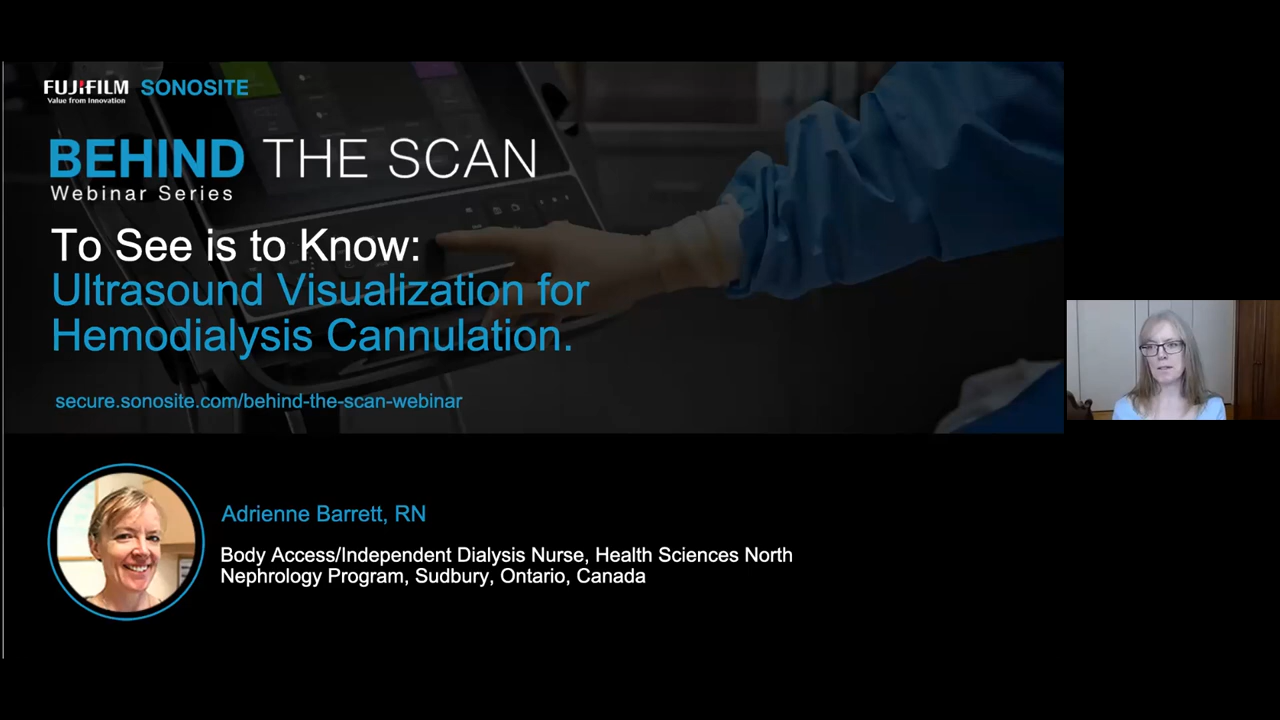 FUJIFILM SONOSITE
Value from Innovation
BEHIND THE SCAN
Webinar Series
To See is to Know:
Ultrasound Visualization for
Hemodialysis Cannulation.
secure.sonosite.com/behind-the-scan-webinar
Adrienne Barrett, RN
Body Access/Independent Dialysis Nurse, Health Sciences North
Nephrology Program, Sudbury, Ontario, Canada